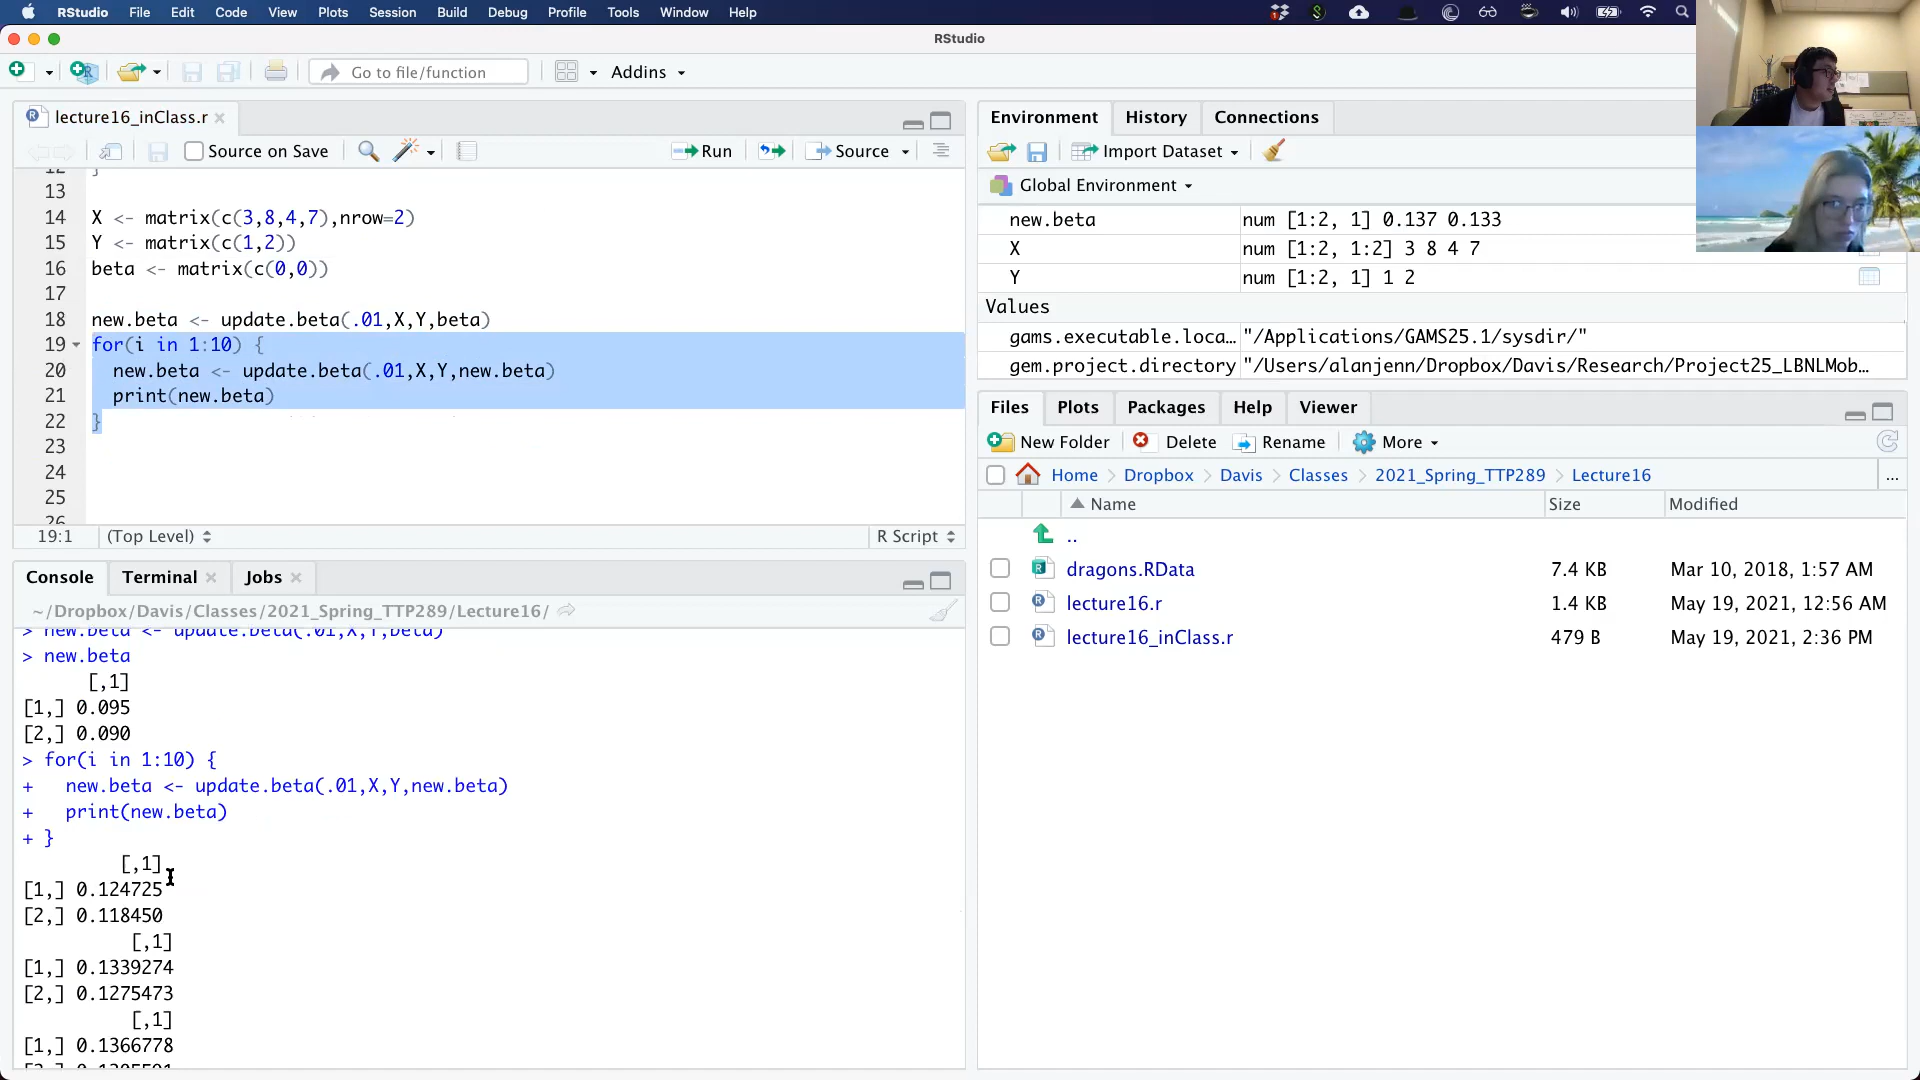 RStudio File Edit Code View Plots Session Build Debug Profile Tools Window Help
RStudio
Go to file/function
Addins
lecture16_inClass.r
Source on Save
Run
Source
13
14 X <- matrix(c(3,8,4,7),nrow=2)
15 Y <- matrix(c(1,2))
16 beta <- matrix(c(0,0))
17
18 new.beta <- update.beta(.01,X,Y,beta)
19 for(i in 1:10) {
20 new.beta <- update.beta(.01,X,Y,new.beta)
21 print(new.beta)
22 }
23
24
25
26
19:1 (Top Level) R Script
Console Terminal Jobs
~/Dropbox/Davis/Classes/2021_Spring_TTP289/Lecture16/
> new.beta <- update.beta(.01,X,Y,beta)
> new.beta
[,1]
[1,] 0.095
[2,] 0.090
> for(i in 1:10) {
+ new.beta <- update.beta(.01,X,Y,new.beta)
+ print(new.beta)
+ }
[,1]
[1,] 0.124725
[2,] 0.118450
[,1]
[1,] 0.1339274
[2,] 0.1275473
[,1]
[1,] 0.1366778
Environment History Connections
Import Dataset
Global Environment
new.beta num [1:2, 1] 0.137 0.133
X num [1:2, 1:2] 3 8 4 7
Y num [1:2, 1] 1 2
Values
gams.executable.loca… "/Applications/GAMS25.1/sysdir/"
gem.project.directory "/Users/alanjenn/Dropbox/Davis/Research/Project25_LBNLMob…
Files Plots Packages Help Viewer
New Folder Delete Rename More
Home Dropbox Davis Classes 2021_Spring_TTP289 Lecture16 ...
Name Size Modified
..
dragons.RData 7.4 KB Mar 10, 2018, 1:57 AM
lecture16.r 1.4 KB May 19, 2021, 12:56 AM
lecture16_inClass.r 479 B May 19, 2021, 2:36 PM